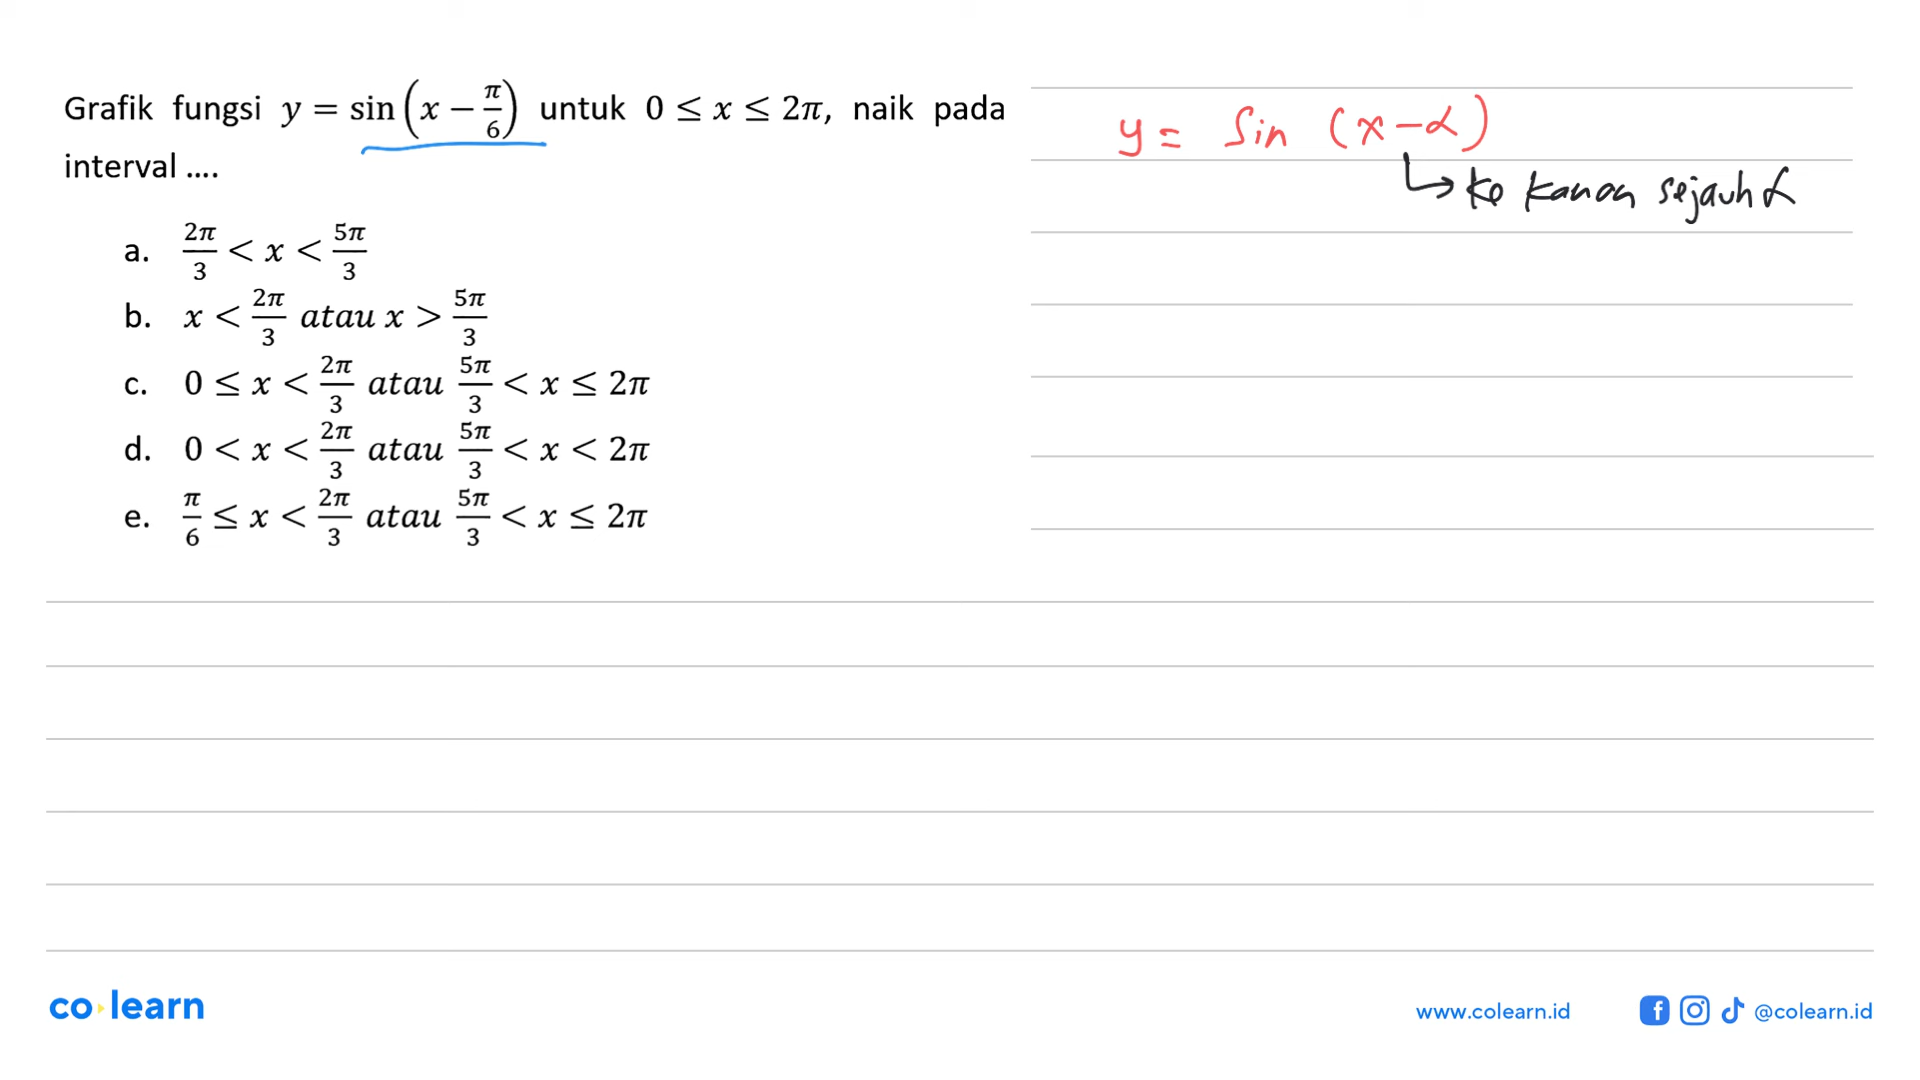 Grafik fungsi y = sin(x − π/6) untuk 0 ≤ x ≤ 2π, naik pada
interval ....
a. 2π/3 < x < 5π/3
b. x < 2π/3 atau x > 5π/3
c. 0 ≤ x < 2π/3 atau 5π/3 < x ≤ 2π
d. 0 < x < 2π/3 atau 5π/3 < x < 2π
e. π/6 ≤ x < 2π/3 atau 5π/3 < x ≤ 2π
y = Sin (x − α)
↳ ke kanan sejauh α
co learn
www.colearn.id
@colearn.id